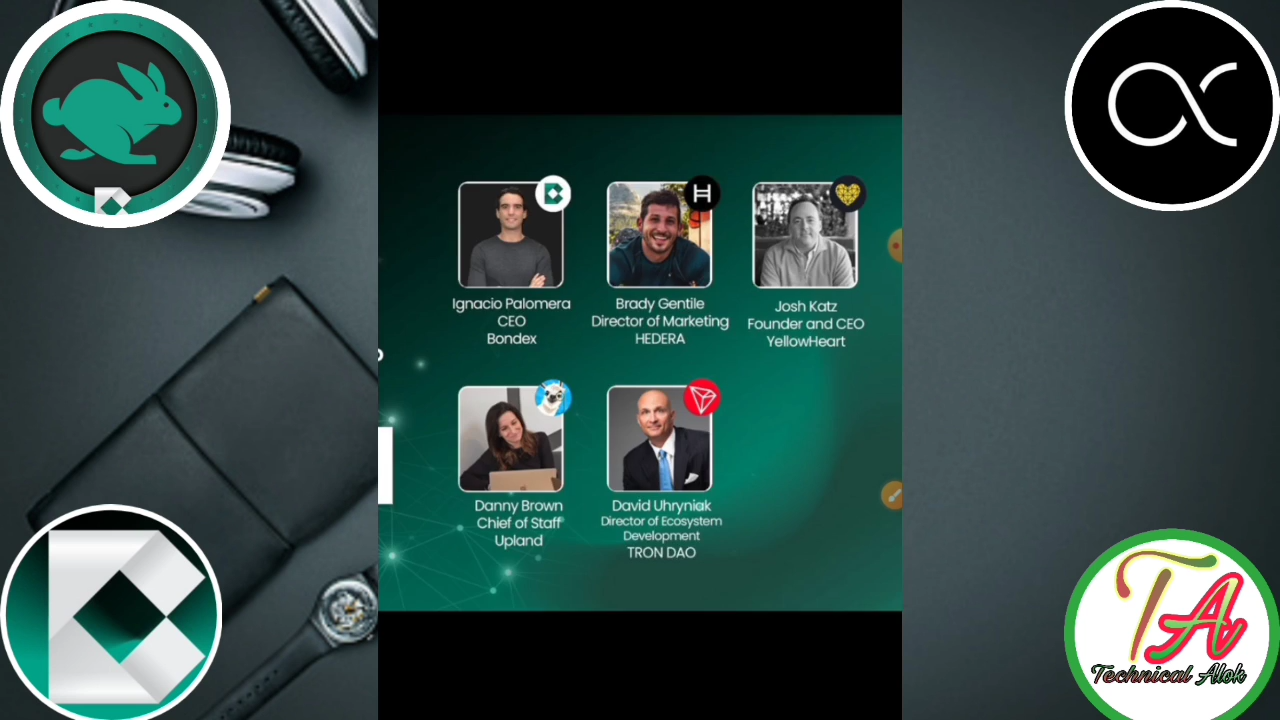 Ignacio Palomera
CEO
Bondex
Brady Gentile
Director of Marketing
HEDERA
Josh Katz
Founder and CEO
YellowHeart
Danny Brown
Chief of Staff
Upland
David Uhryniak
Director of Ecosystem
Development
TRON DAO
TA
Technical Alok